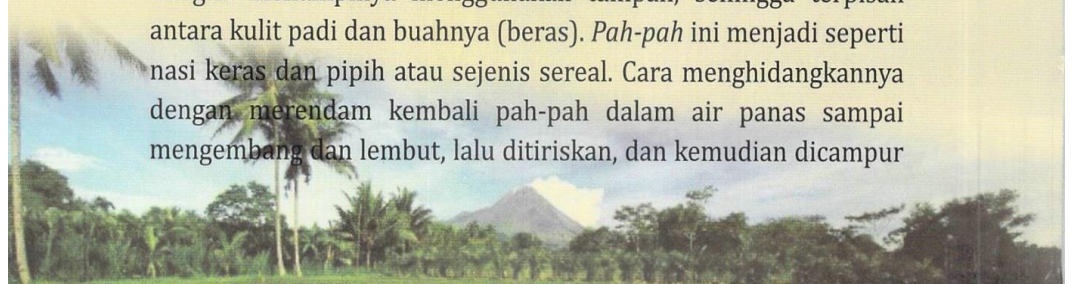 antara kulit padi dan buahnya (beras). Pah-pah ini menjadi seperti
nasi keras dan pipih atau sejenis sereal. Cara menghidangkannya
dengan merendam kembali pah-pah dalam air panas sampai
mengembang dan lembut, lalu ditiriskan, dan kemudian dicampur